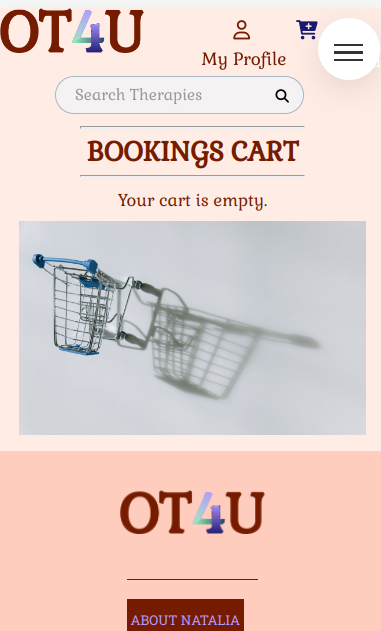 OT4U
My Profile
Search Therapies
BOOKINGS CART
Your cart is empty.
OT4U
ABOUT NATALIA